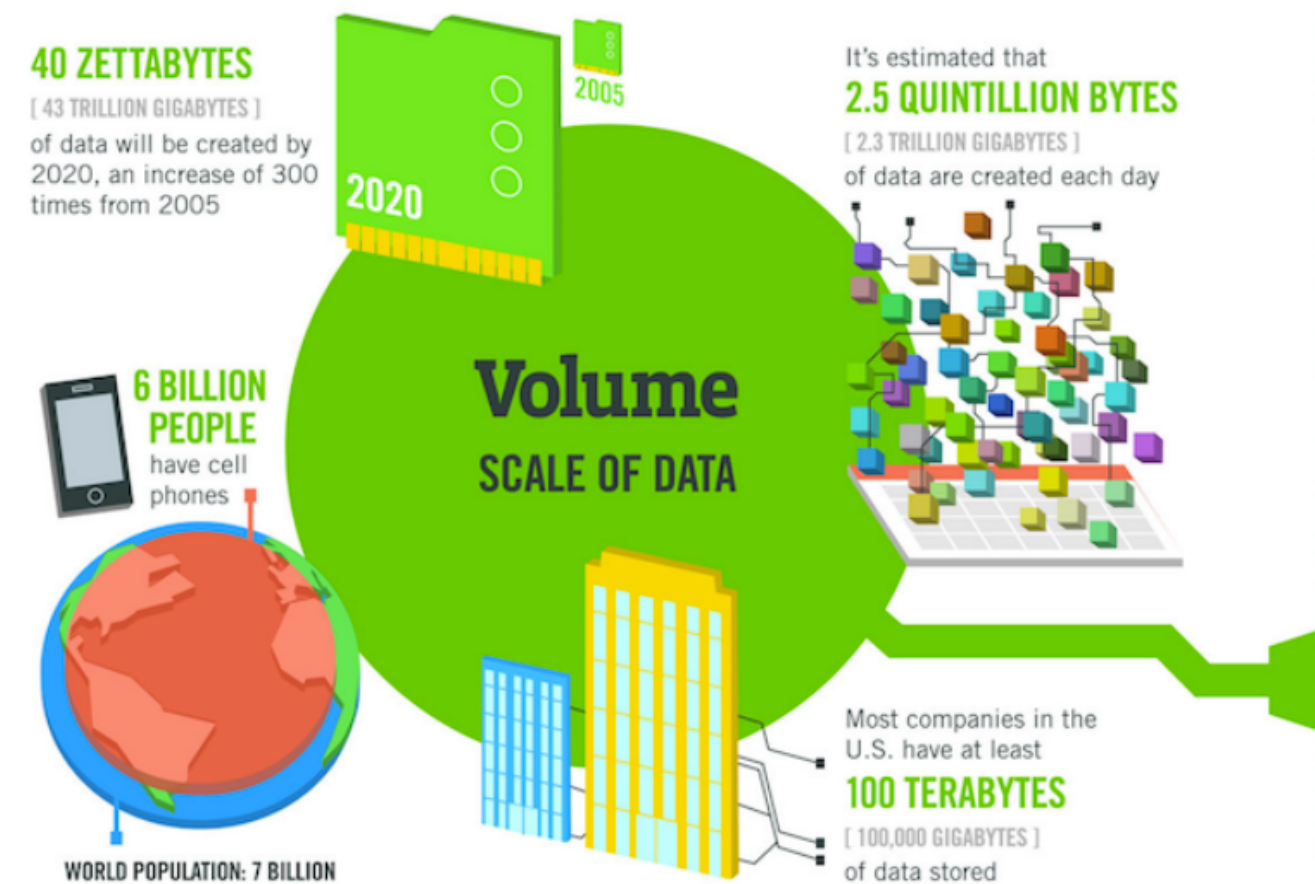 40 ZETTABYTES
[ 43 TRILLION GIGABYTES ]
of data will be created by
2020, an increase of 300
times from 2005
2020
2005
It's estimated that
2.5 QUINTILLION BYTES
[ 2.3 TRILLION GIGABYTES ]
of data are created each day
6 BILLION
PEOPLE
have cell
phones
WORLD POPULATION: 7 BILLION
Volume
SCALE OF DATA
Most companies in the
U.S. have at least
100 TERABYTES
[ 100,000 GIGABYTES ]
of data stored